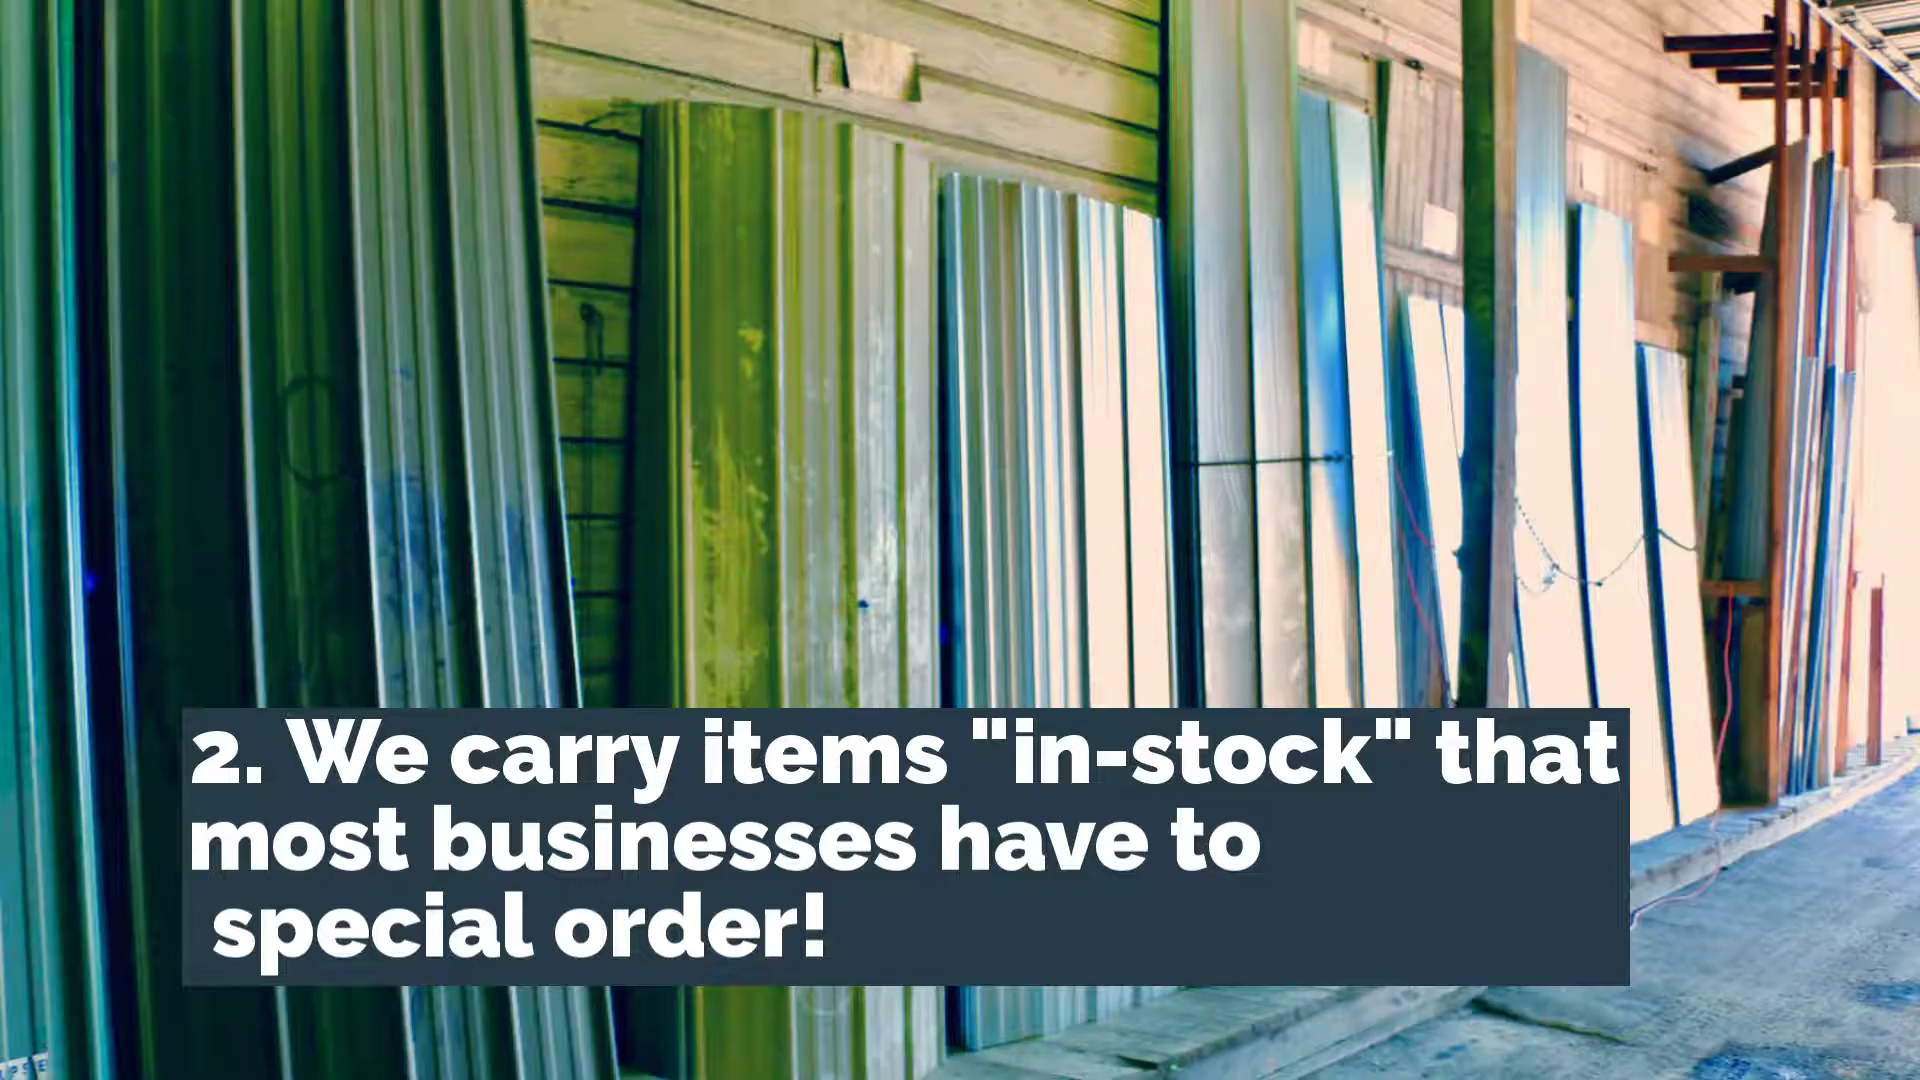 2. We carry items "in-stock" that
most businesses have to
special order!